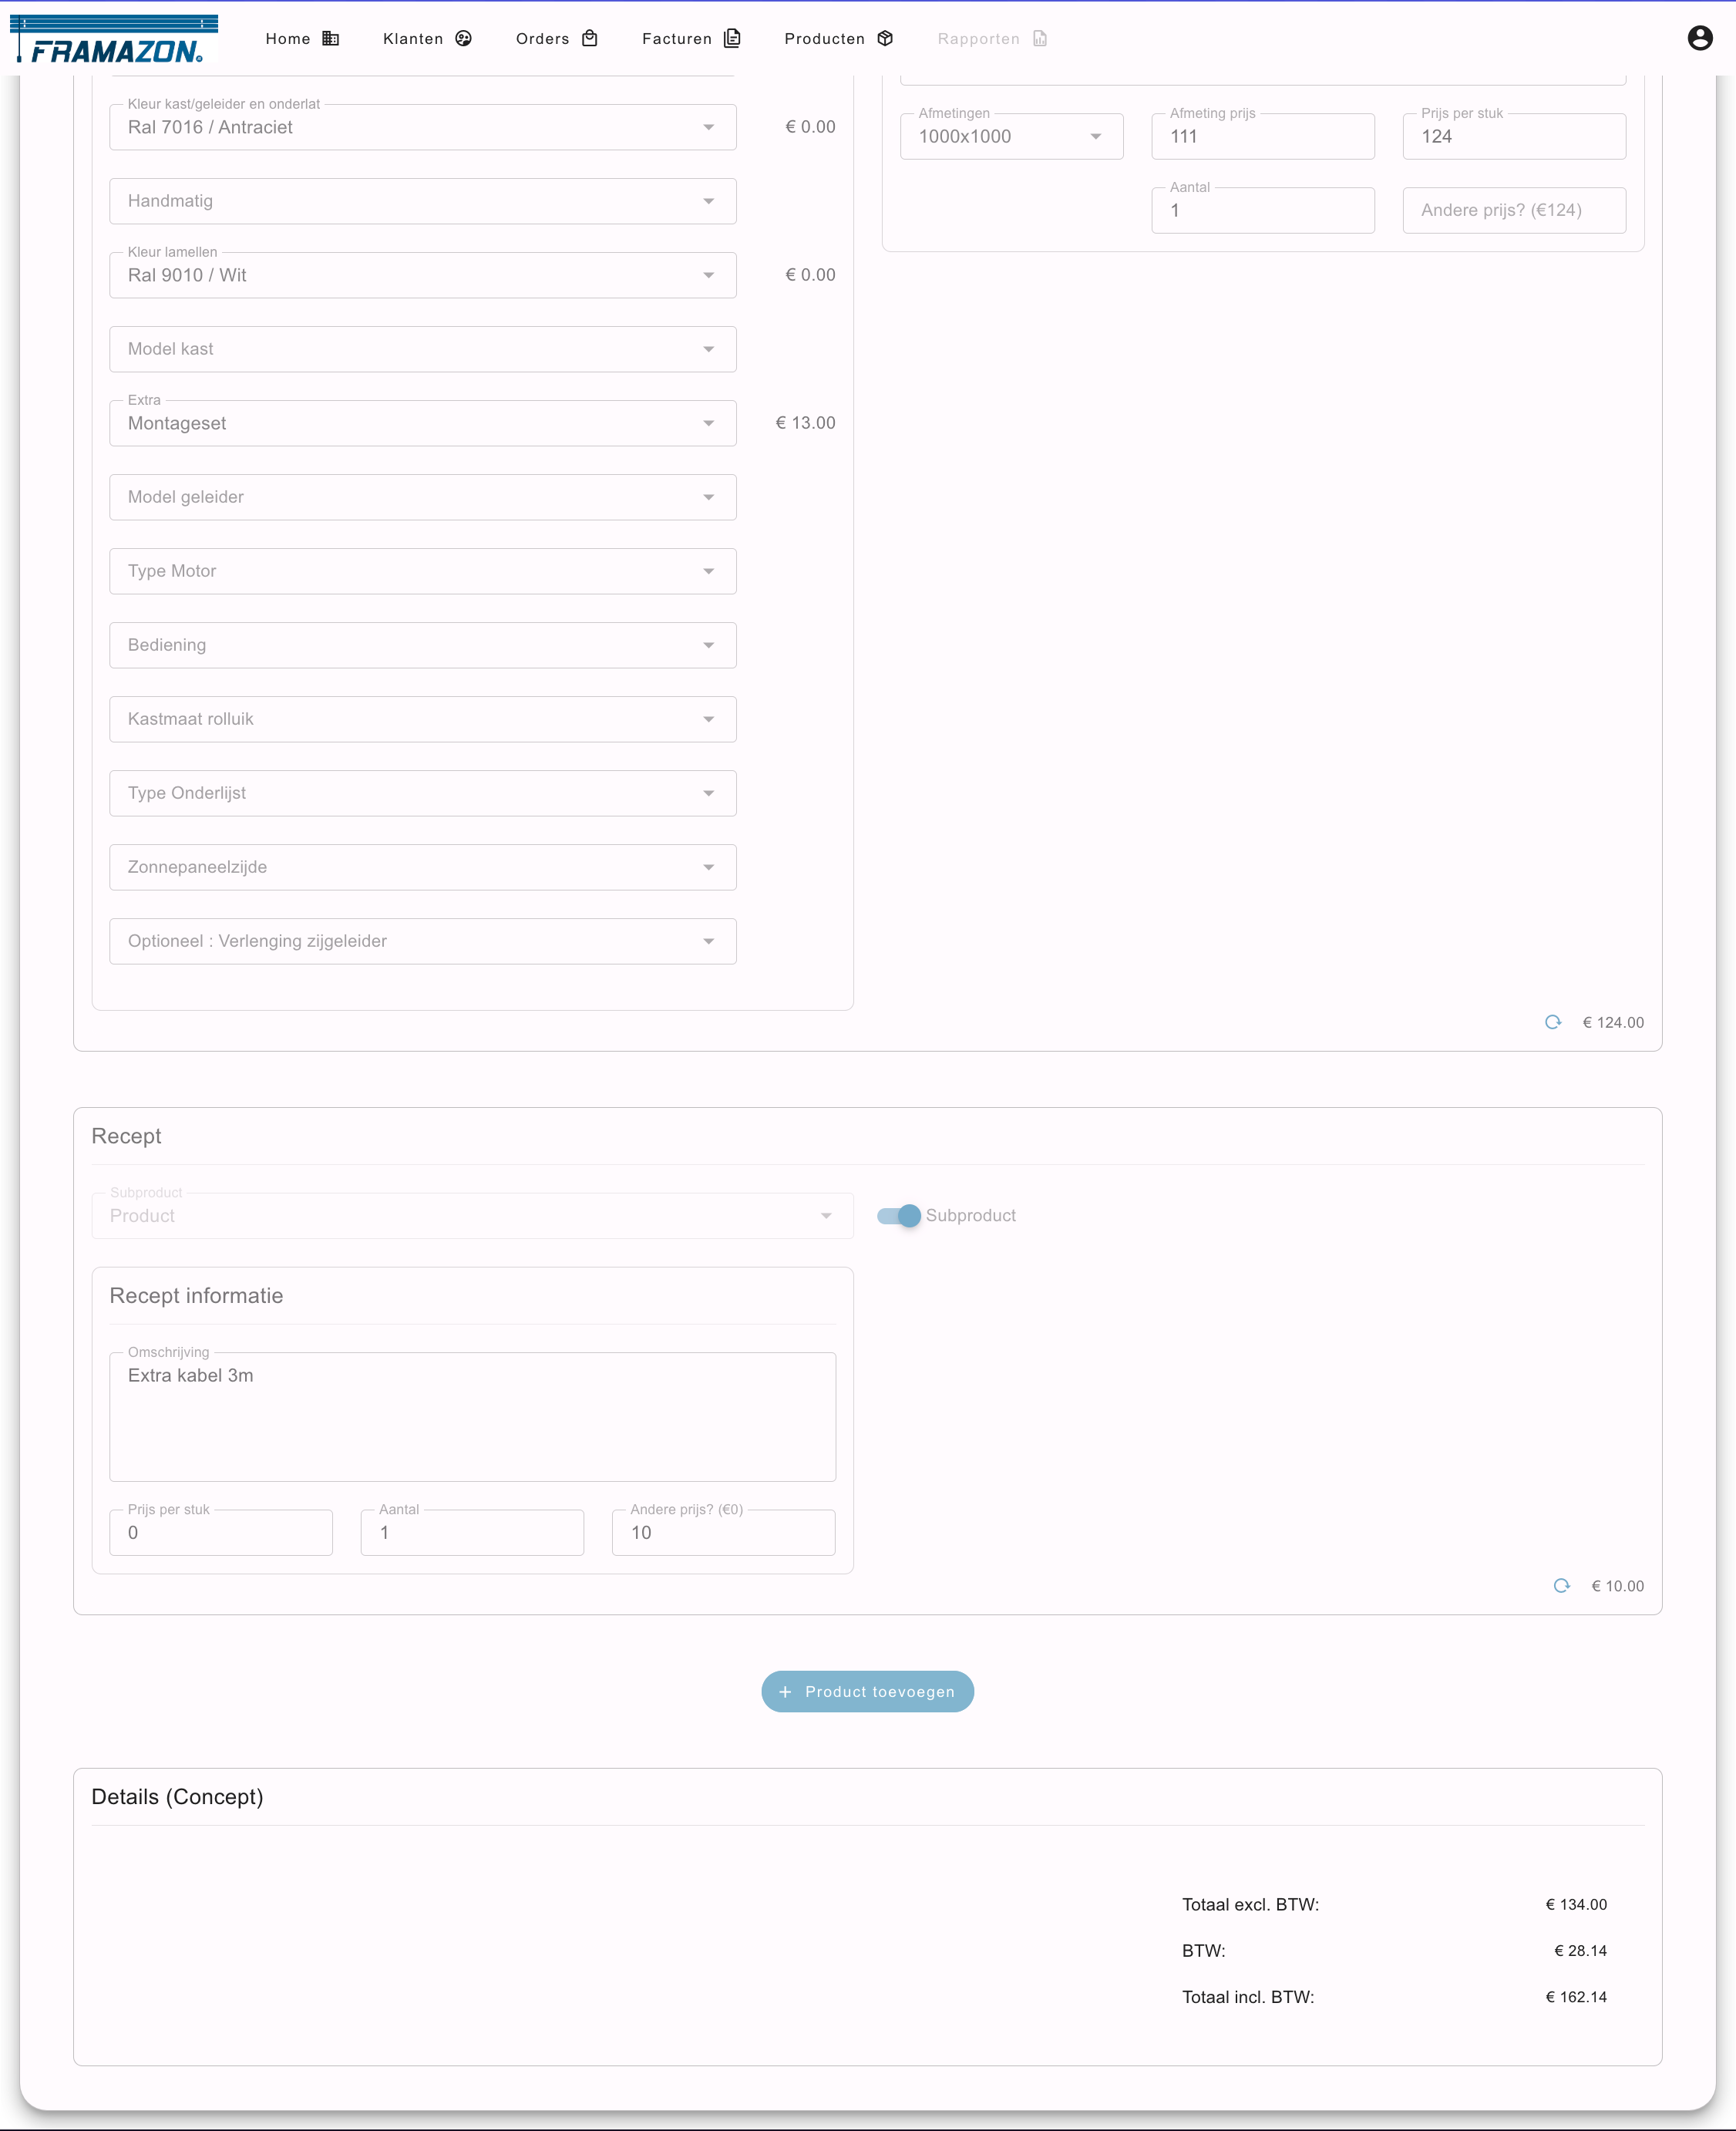 FRAMAZON.
Home Klanten Orders Facturen Producten Rapporten
Kleur kast/geleider en onderlat
Ral 7016 / Antraciet € 0.00
Handmatig
Kleur lamellen
Ral 9010 / Wit € 0.00
Model kast
Extra
Montageset € 13.00
Model geleider
Type Motor
Bediening
Kastmaat rolluik
Type Onderlijst
Zonnepaneelzijde
Optioneel : Verlenging zijgeleider
Afmetingen Afmeting prijs Prijs per stuk
1000x1000 111 124
Aantal
1 Andere prijs? (€124)
€ 124.00
Recept
Subproduct
Product Subproduct
Recept informatie
Omschrijving
Extra kabel 3m
Prijs per stuk Aantal Andere prijs? (€0)
0 1 10
€ 10.00
+ Product toevoegen
Details (Concept)
Totaal excl. BTW: € 134.00
BTW: € 28.14
Totaal incl. BTW: € 162.14